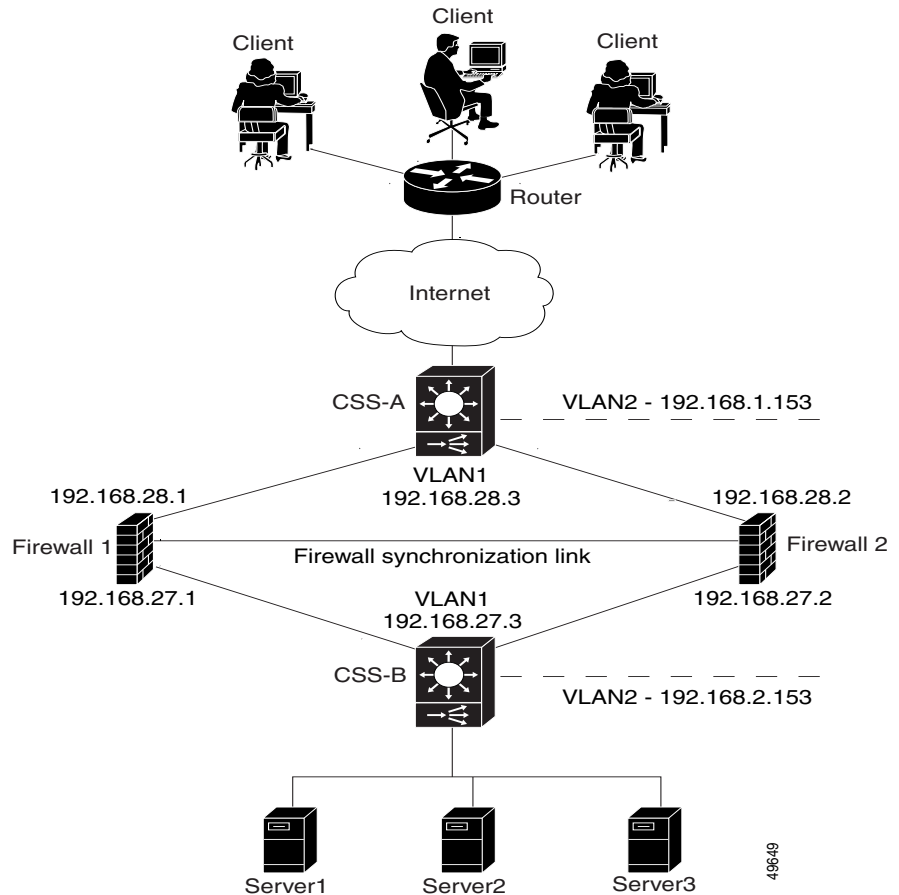 Client
Client
Client
Router
Internet
CSS-A
VLAN2 - 192.168.1.153
VLAN1
192.168.28.3
192.168.28.1
192.168.28.2
Firewall 1
Firewall synchronization link
Firewall 2
192.168.27.1
VLAN1
192.168.27.3
192.168.27.2
CSS-B
VLAN2 - 192.168.2.153
Server1
Server2
Server3
49649